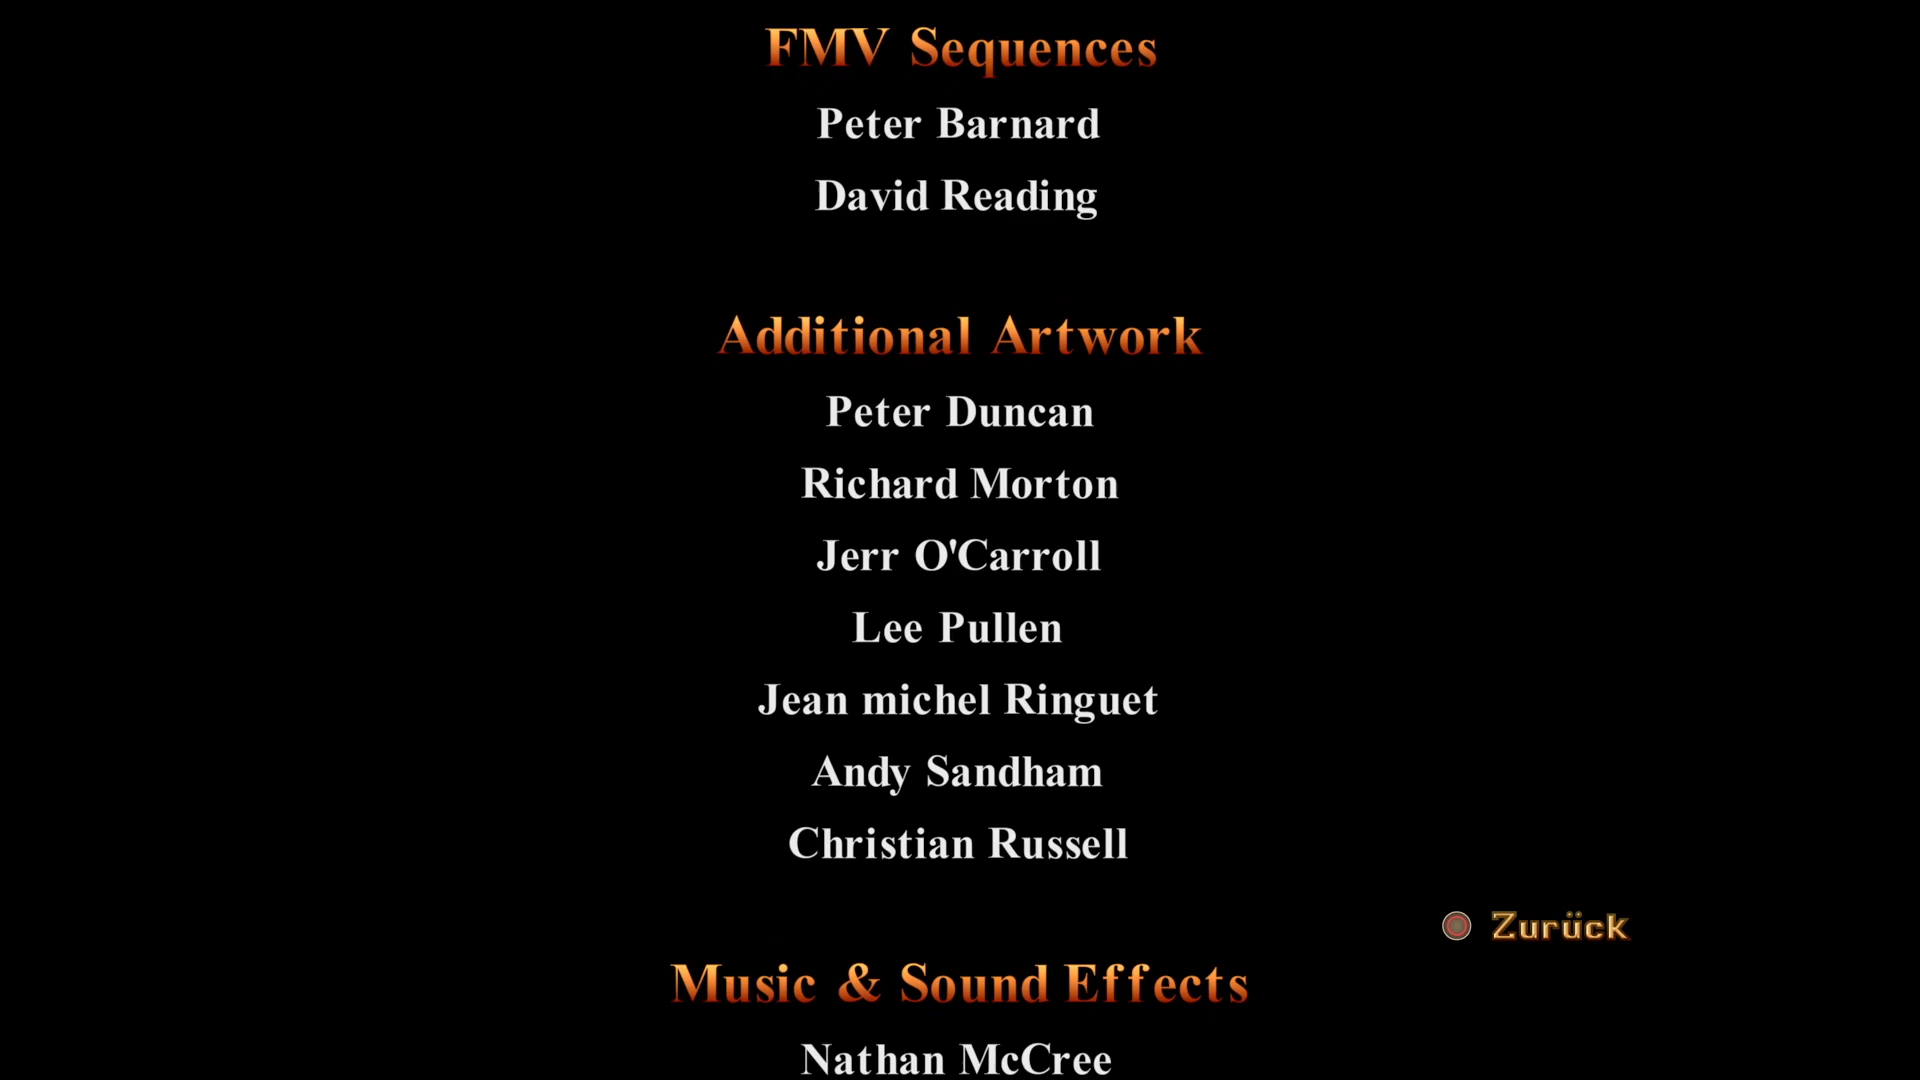 FMV Sequences
Peter Barnard
David Reading
Additional Artwork
Peter Duncan
Richard Morton
Jerr O'Carroll
Lee Pullen
Jean michel Ringuet
Andy Sandham
Christian Russell
Zurück
Music & Sound Effects
Nathan McCree